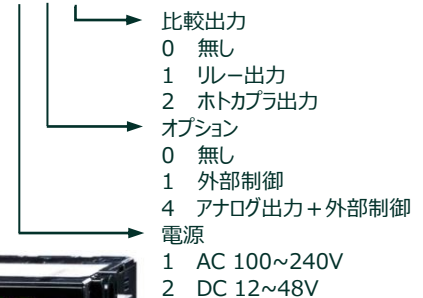 比較出力
0 無し
1 リレー出力
2 ホトカプラ出力
オプション
0 無し
1 外部制御
4 アナログ出力+外部制御
電源
1 AC 100~240V
2 DC 12~48V